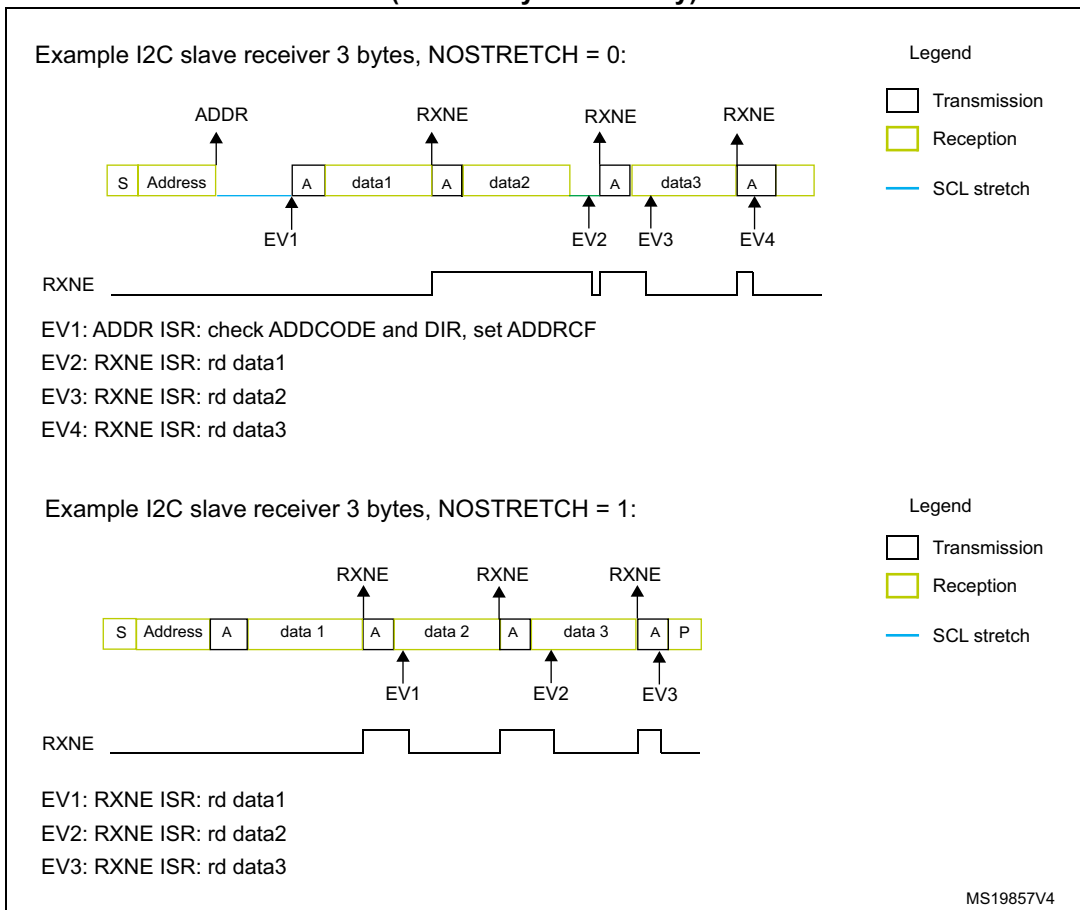 Example I2C slave receiver 3 bytes, NOSTRETCH = 0:
Legend
Transmission
Reception
SCL stretch
ADDR RXNE RXNE RXNE
S Address A data1 A data2 A data3 A
EV1 EV2 EV3 EV4
RXNE
EV1: ADDR ISR: check ADDCODE and DIR, set ADDRCF
EV2: RXNE ISR: rd data1
EV3: RXNE ISR: rd data2
EV4: RXNE ISR: rd data3
Example I2C slave receiver 3 bytes, NOSTRETCH = 1:
Legend
Transmission
Reception
SCL stretch
RXNE RXNE RXNE
S Address A data 1 A data 2 A data 3 A P
EV1 EV2 EV3
RXNE
EV1: RXNE ISR: rd data1
EV2: RXNE ISR: rd data2
EV3: RXNE ISR: rd data3
MS19857V4